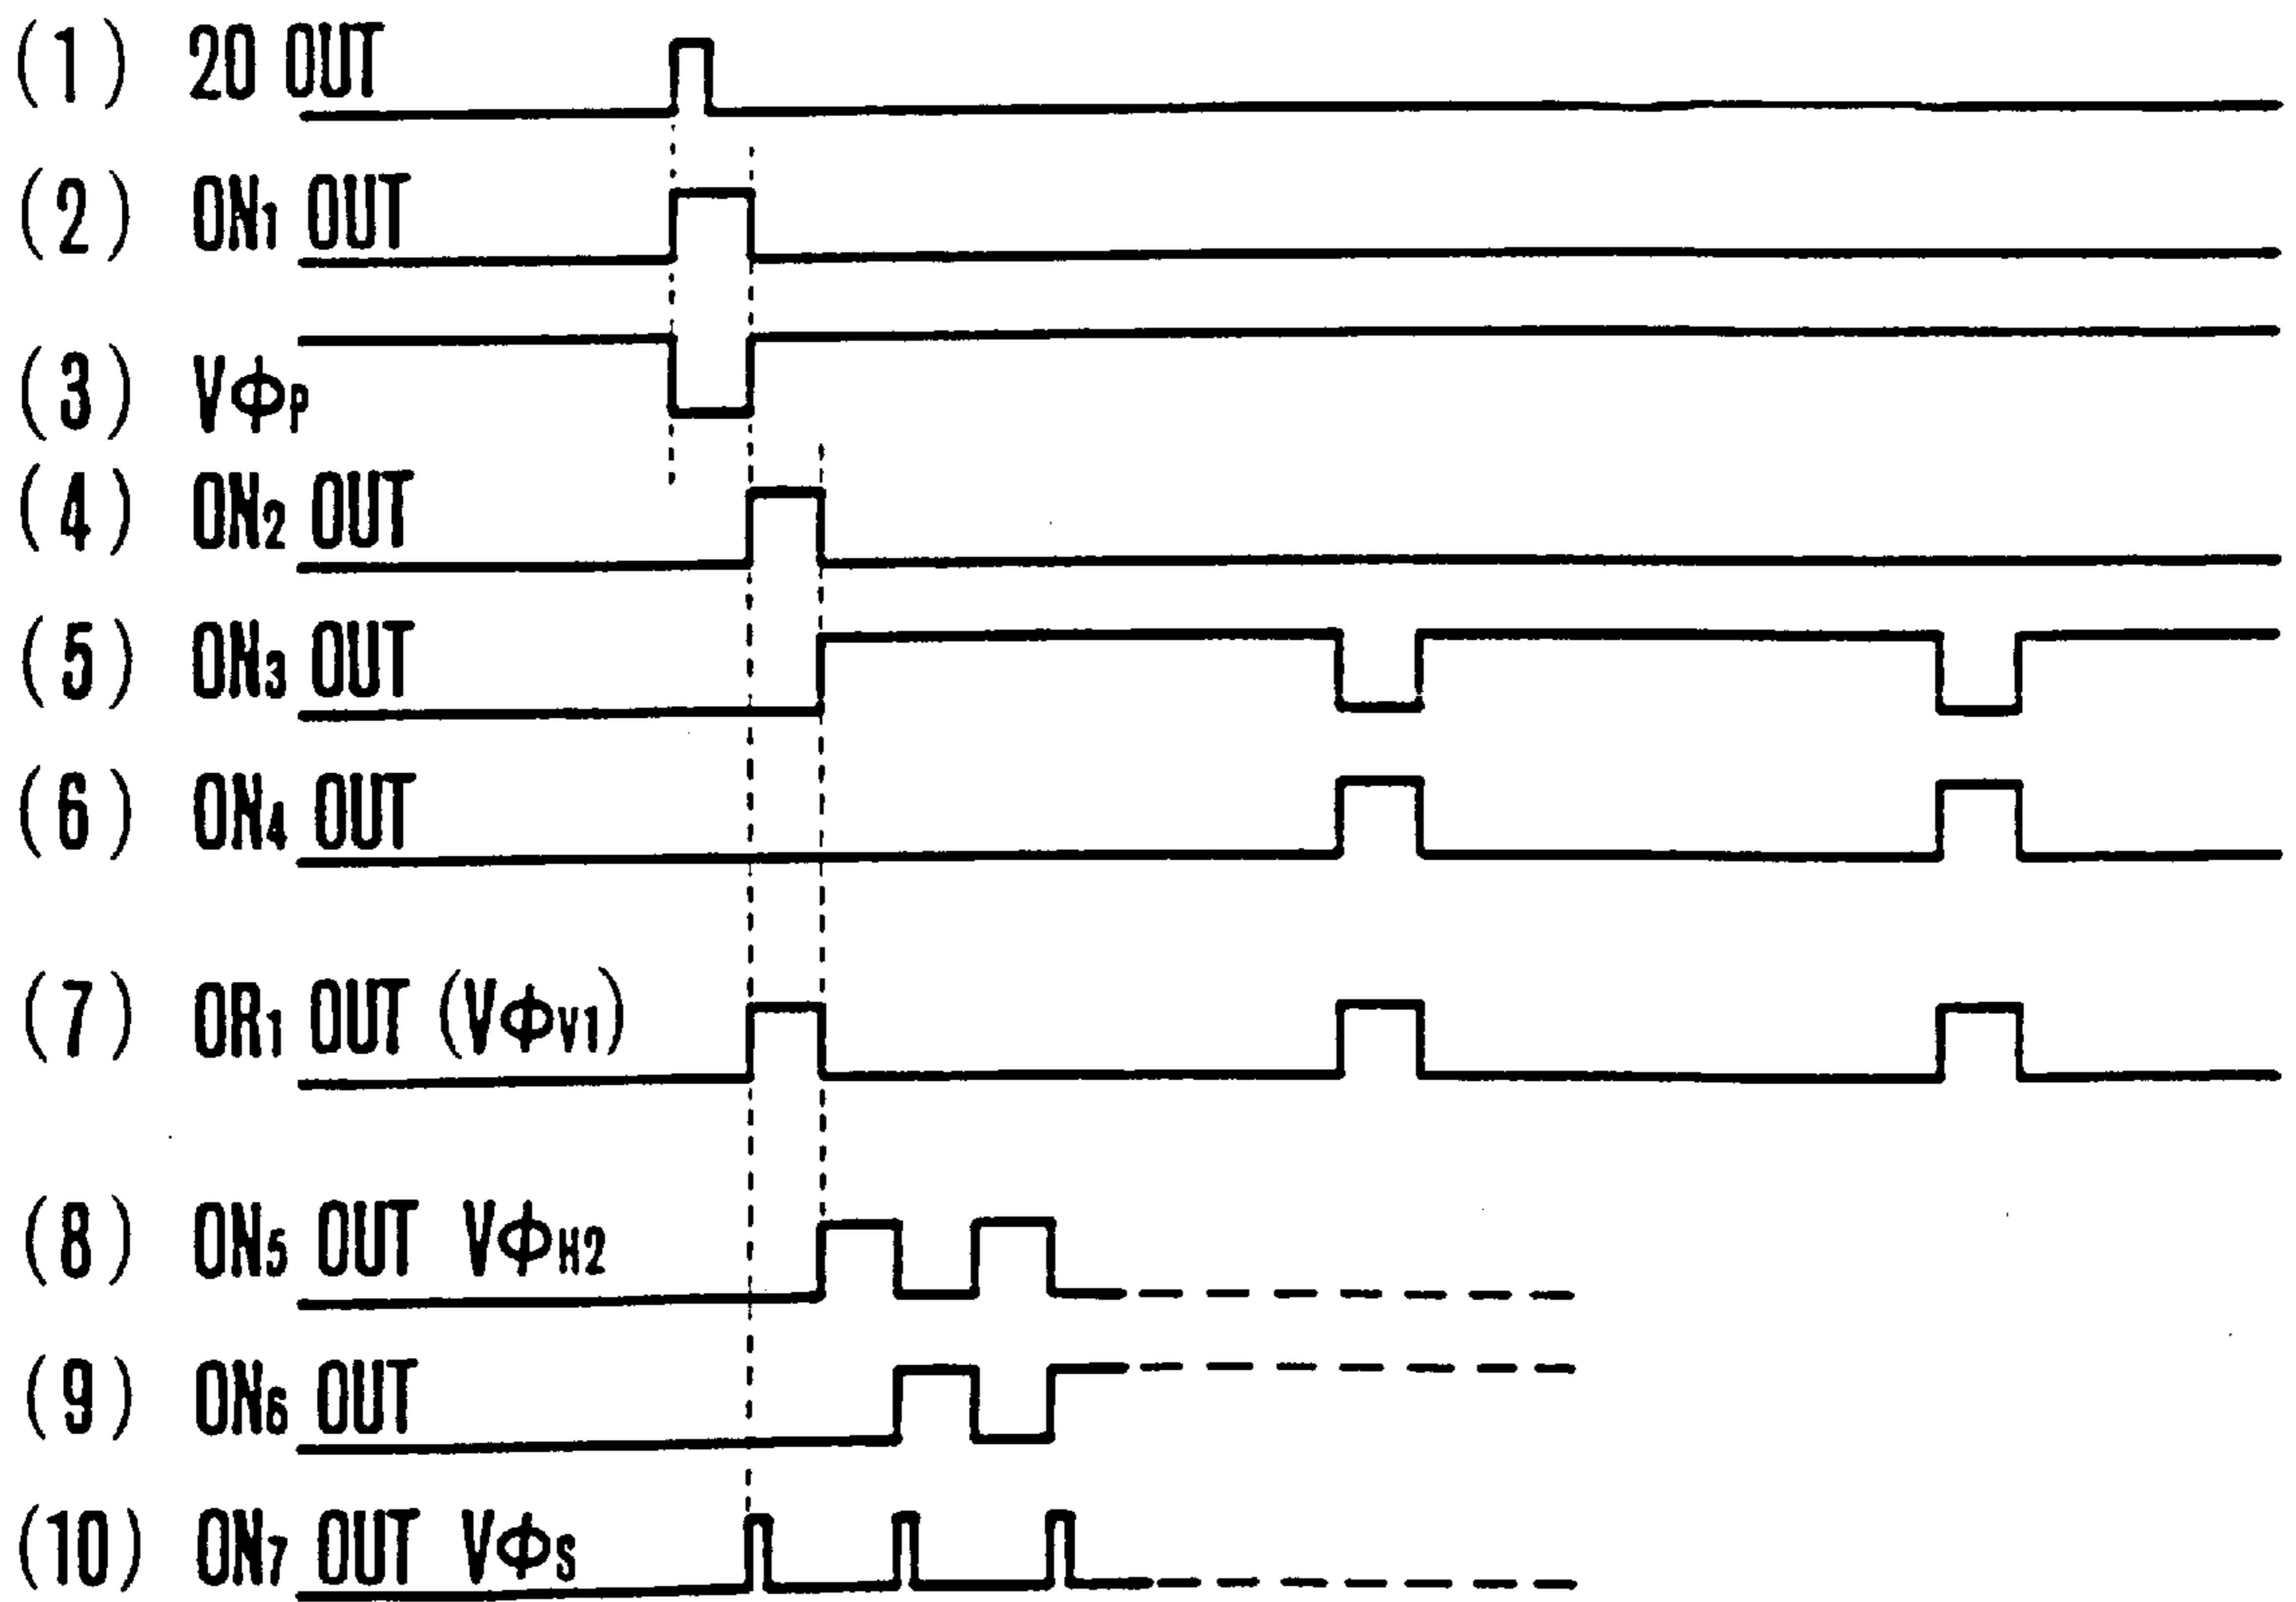 (1) 20 OUT
(2) ON1 OUT
(3) VΦP
(4) ON2 OUT
(5) ON3 OUT
(6) ON4 OUT
(7) OR1 OUT (VΦV1)
(8) ON5 OUT VΦH2
(9) ON6 OUT
(10) ON7 OUT VΦS